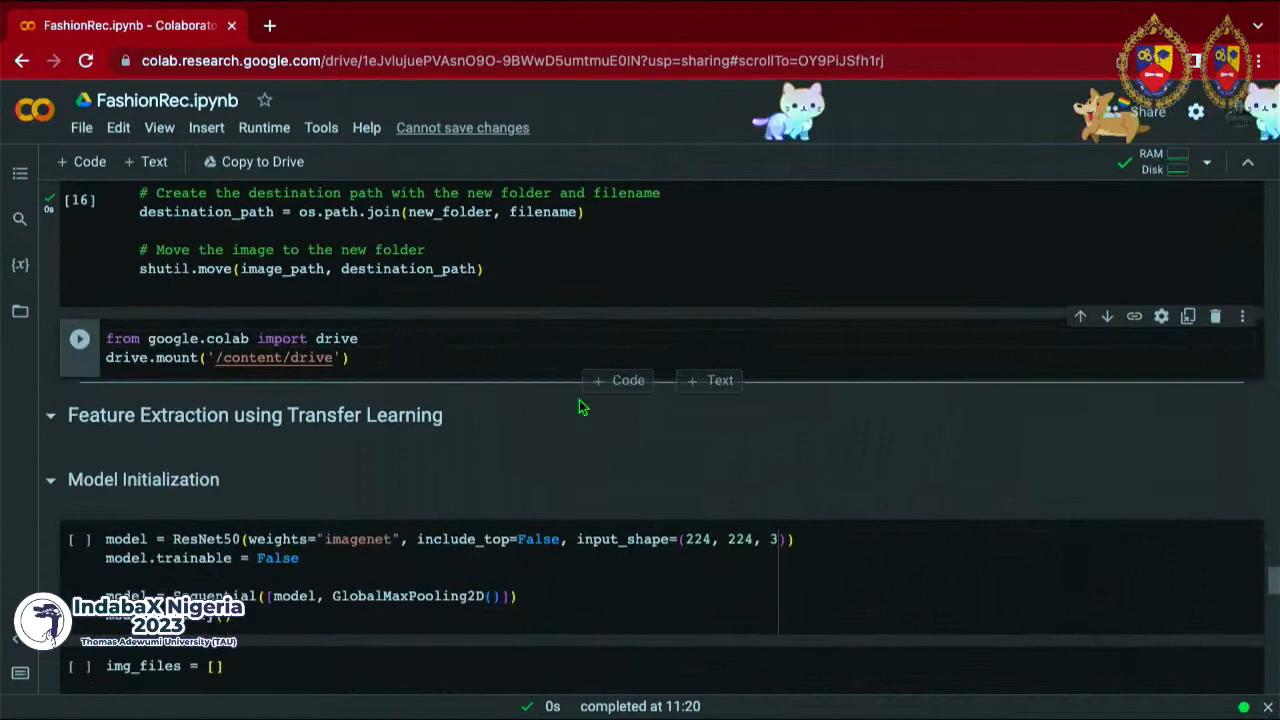 FashionRec.ipynb - Colaborato
colab.research.google.com/drive/1eJvlujuePVAsnO9O-9BWwD5umtmuE0lN?usp=sharing#scrollTo=OY9PiJSfh1rj
FashionRec.ipynb
File Edit View Insert Runtime Tools Help Cannot save changes
Share
+ Code + Text Copy to Drive
RAM
Disk
[16]
0s
# Create the destination path with the new folder and filename
destination_path = os.path.join(new_folder, filename)
# Move the image to the new folder
shutil.move(image_path, destination_path)
from google.colab import drive
drive.mount('/content/drive')
+ Code + Text
Feature Extraction using Transfer Learning
Model Initialization
[ ] model = ResNet50(weights="imagenet", include_top=False, input_shape=(224, 224, 3))
model.trainable = False
Sequential([model, GlobalMaxPooling2D()])
IndabaX Nigeria
2023
Thomas Adewumi University (TAU)
[ ] img_files = []
0s completed at 11:20